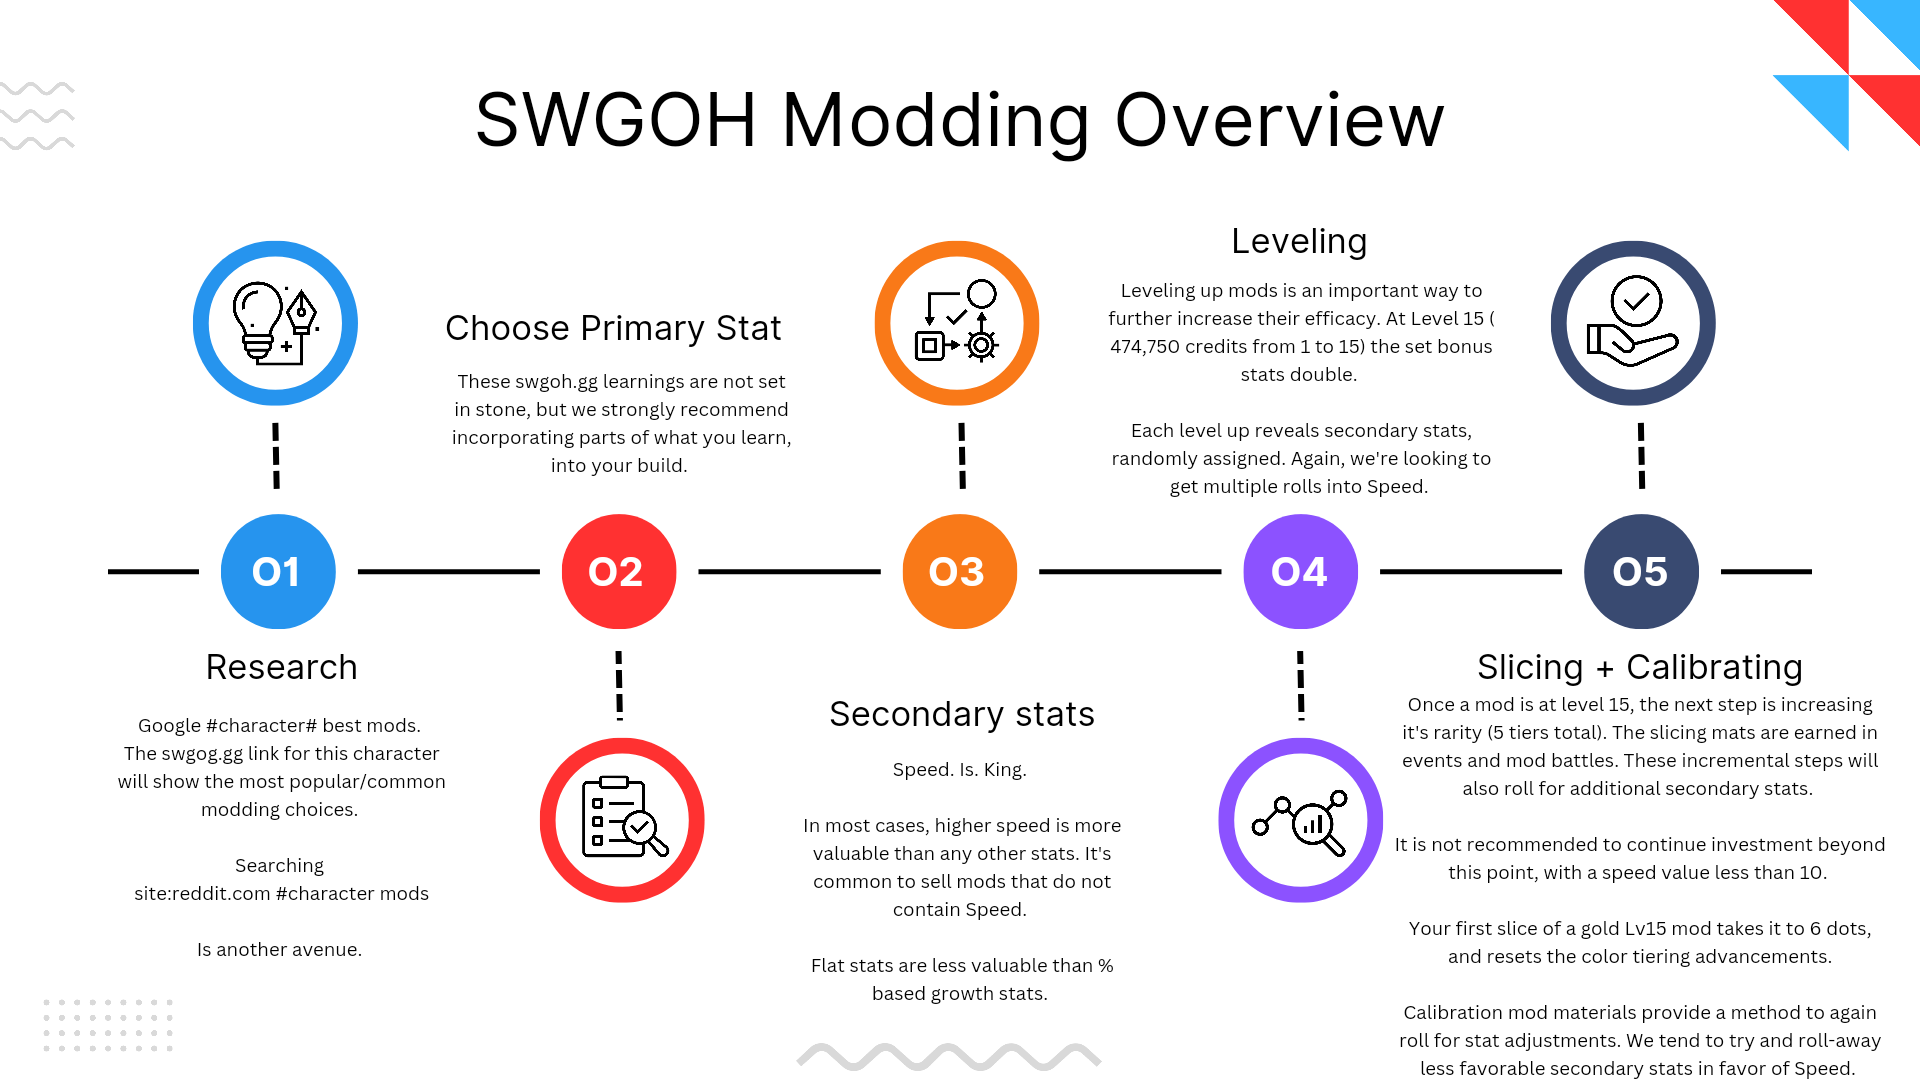 SWGOH Modding Overview
01
Research
Google #character# best mods.
The swgog.gg link for this character
will show the most popular/common
modding choices.
Searching
site:reddit.com #character mods
Is another avenue.
Choose Primary Stat
These swgoh.gg learnings are not set
in stone, but we strongly recommend
incorporating parts of what you learn,
into your build.
02
03
Secondary stats
Speed. Is. King.
In most cases, higher speed is more
valuable than any other stats. It's
common to sell mods that do not
contain Speed.
Flat stats are less valuable than %
based growth stats.
Leveling
Leveling up mods is an important way to
further increase their efficacy. At Level 15 (
474,750 credits from 1 to 15) the set bonus
stats double.
Each level up reveals secondary stats,
randomly assigned. Again, we're looking to
get multiple rolls into Speed.
04
05
Slicing + Calibrating
Once a mod is at level 15, the next step is increasing
it's rarity (5 tiers total). The slicing mats are earned in
events and mod battles. These incremental steps will
also roll for additional secondary stats.
It is not recommended to continue investment beyond
this point, with a speed value less than 10.
Your first slice of a gold Lv15 mod takes it to 6 dots,
and resets the color tiering advancements.
Calibration mod materials provide a method to again
roll for stat adjustments. We tend to try and roll-away
less favorable secondary stats in favor of Speed.